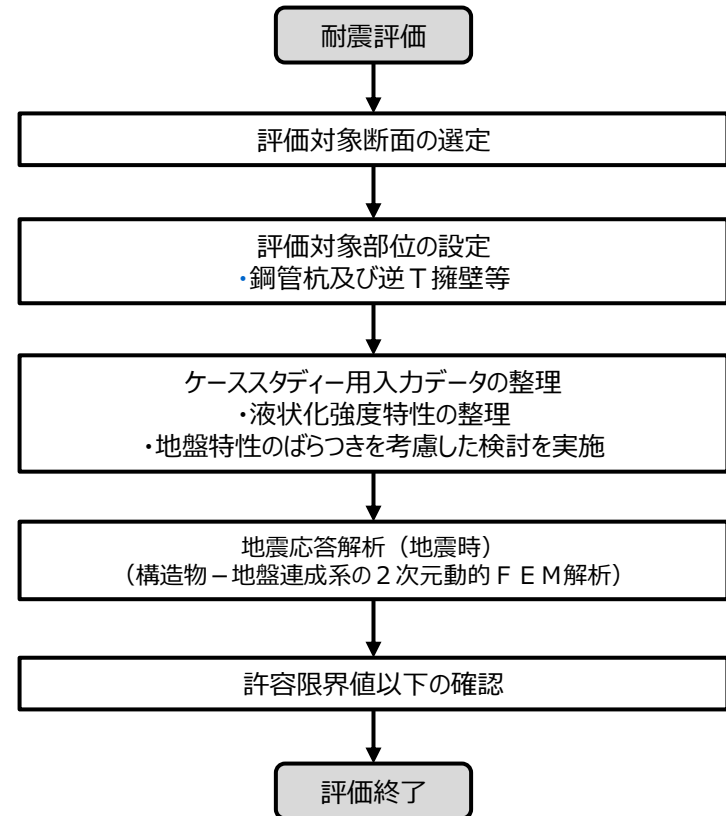 耐震評価
評価対象断面の選定
評価対象部位の設定
・鋼管杭及び逆Ｔ擁壁等
ケーススタディー用入力データの整理
・液状化強度特性の整理
・地盤特性のばらつきを考慮した検討を実施
地震応答解析（地震時）
（構造物－地盤連成系の２次元動的ＦＥＭ解析）
許容限界値以下の確認
評価終了